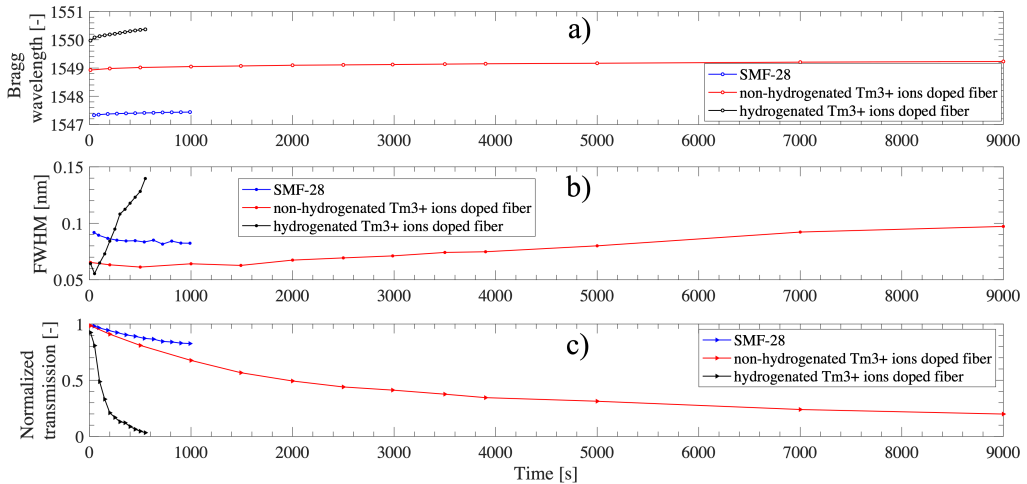 Bragg
wavelength [-]
1551
1550
1549
1548
1547
a)
SMF-28
non-hydrogenated Tm3+ ions doped fiber
hydrogenated Tm3+ ions doped fiber
0 1000 2000 3000 4000 5000 6000 7000 8000 9000
FWHM [nm]
0.15
0.1
0.05
b)
SMF-28
non-hydrogenated Tm3+ ions doped fiber
hydrogenated Tm3+ ions doped fiber
0 1000 2000 3000 4000 5000 6000 7000 8000 9000
Normalized
transmission [-]
1
0.5
0
c)
SMF-28
non-hydrogenated Tm3+ ions doped fiber
hydrogenated Tm3+ ions doped fiber
0 1000 2000 3000 4000 5000 6000 7000 8000 9000
Time [s]